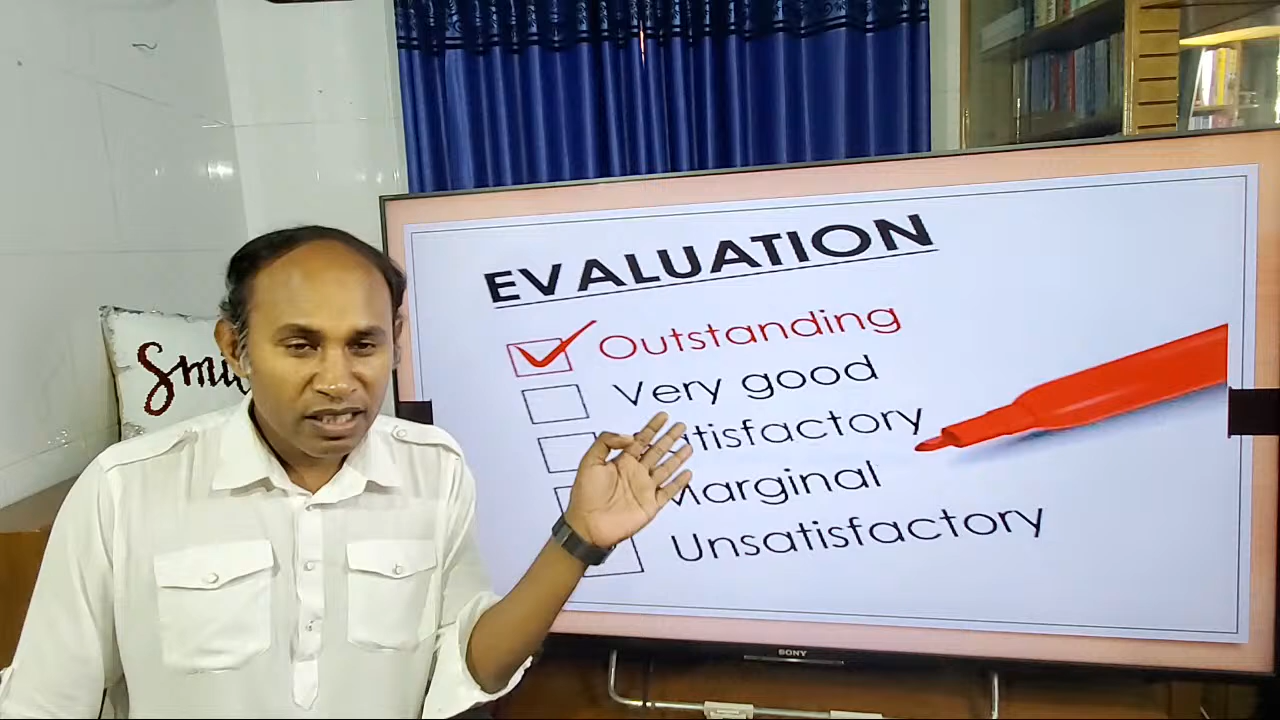 EVALUATION
Outstanding
Very good
atisfactory
Marginal
Unsatisfactory
SONY